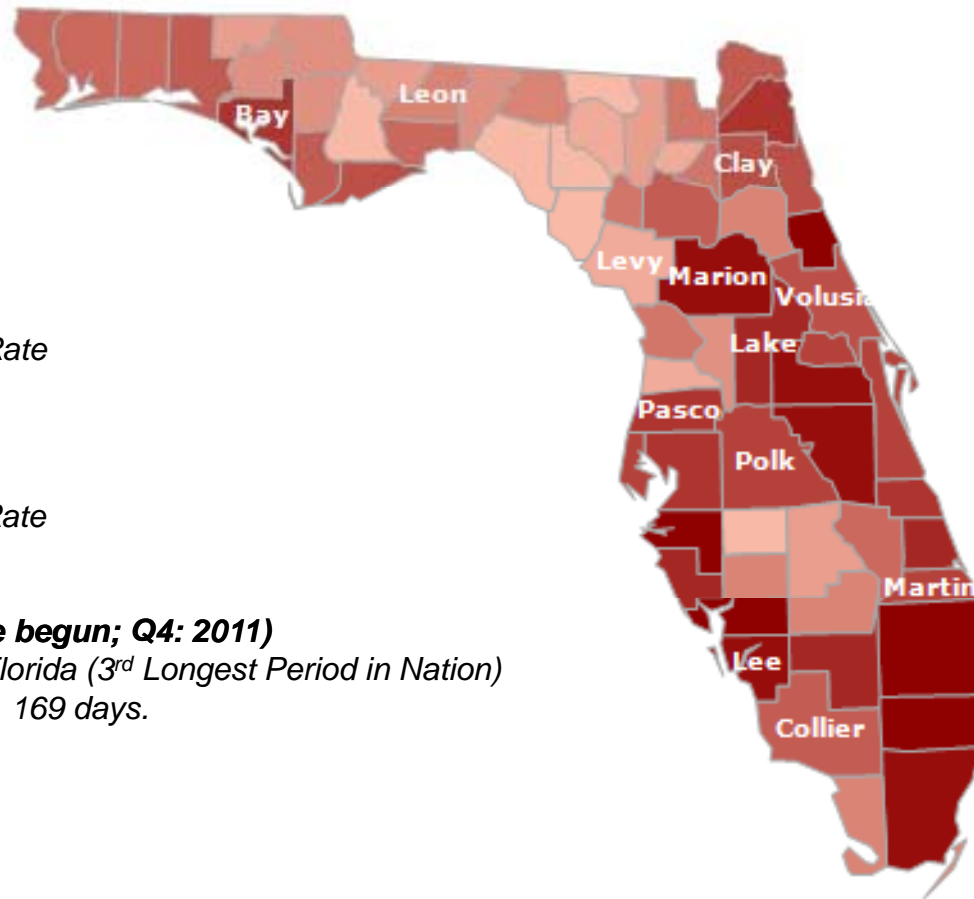 Leon
Bay
Clay
Levy
Marion
Volusi
Rate
Lake
Pasco
Polk
Rate
Martin
e begun; Q4: 2011)
Florida (3rd Longest Period in Nation)
Lee
169 days.
Collier